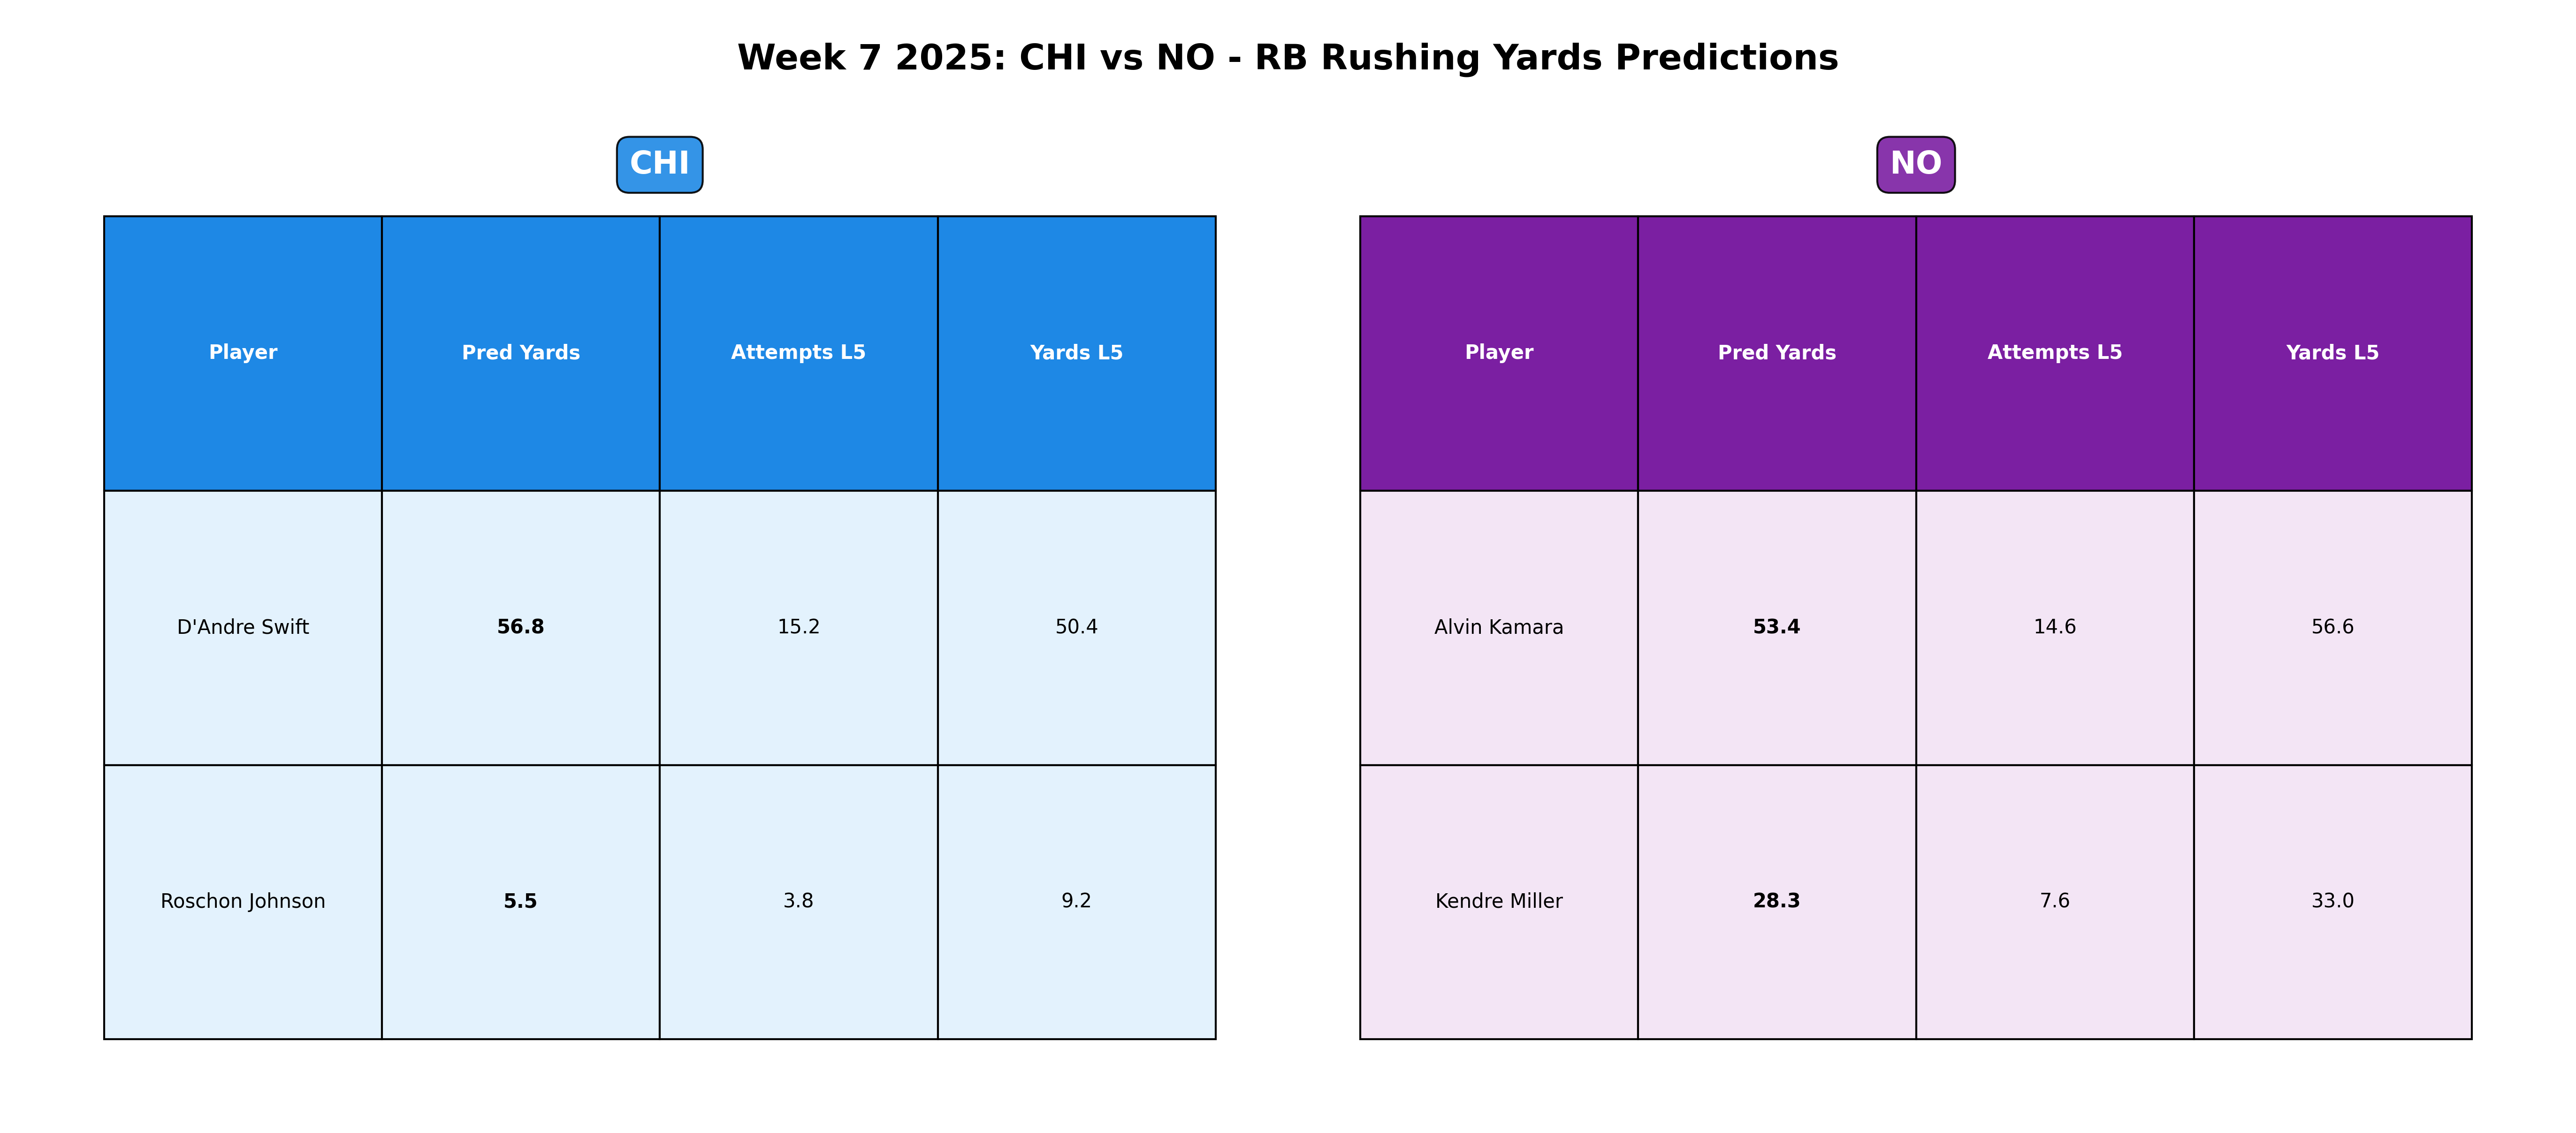 Week 7 2025: CHI vs NO - RB Rushing Yards Predictions
CHI
Player Pred Yards Attempts L5 Yards L5
D'Andre Swift 56.8 15.2 50.4
Roschon Johnson 5.5 3.8 9.2
NO
Player Pred Yards Attempts L5 Yards L5
Alvin Kamara 53.4 14.6 56.6
Kendre Miller 28.3 7.6 33.0